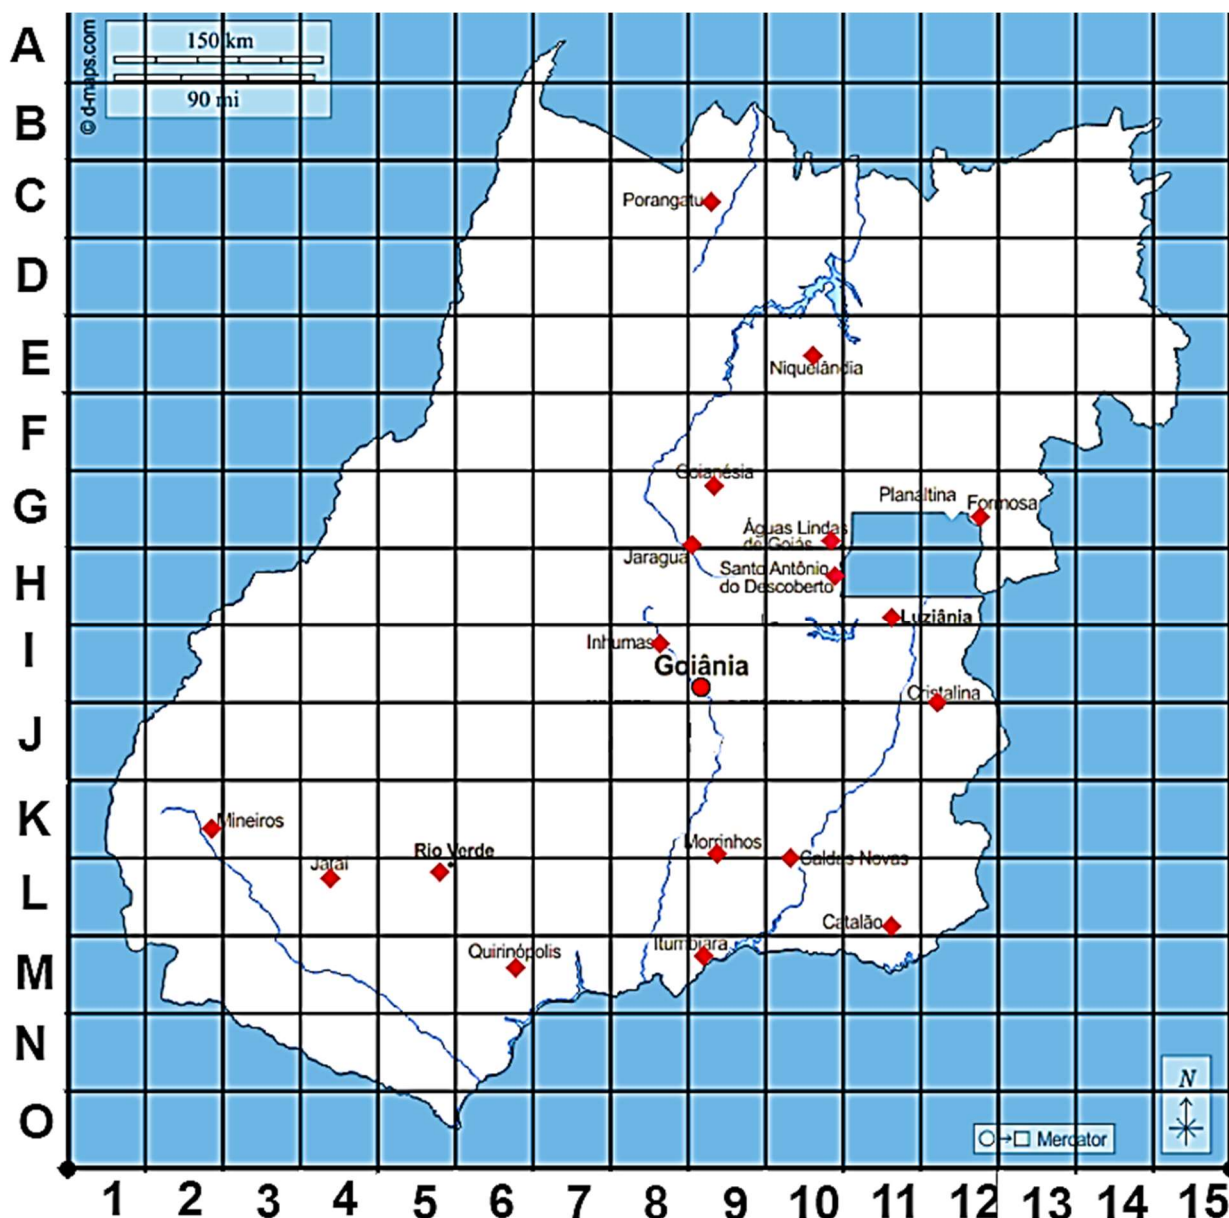 A
150 km
90 mi
© d-maps.com
B
C
Porangatu
D
E
Niquelândia
F
Goianésia
G
Planaltina
Formosa
Águas Lindas
de Goiás
Jaraguá
H
Santo Antônio
do Descoberto
Luziânia
I
Inhumas
Goiânia
Cristalina
J
K
Mineiros
Morrinhos
Rio Verde
Caldas Novas
Jataí
L
Catalão
Itumbiara
M
Quirinópolis
N
N
O
Mercator
1 2 3 4 5 6 7 8 9 10 11 12 13 14 15